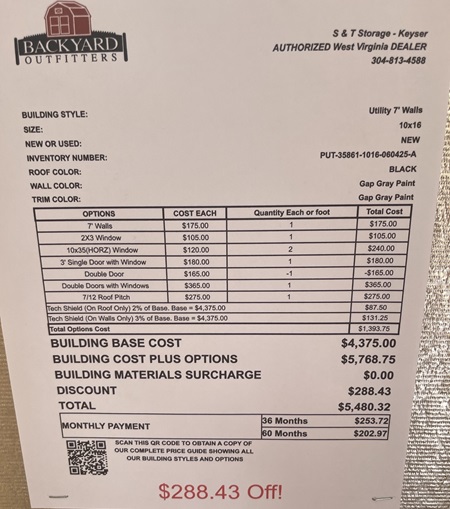 BACKYARD
OUTFITTERS
S & T Storage - Keyser
AUTHORIZED West Virginia DEALER
304-813-4588
BUILDING STYLE: Utility 7' Walls
SIZE: 10x16
NEW OR USED: NEW
INVENTORY NUMBER: PUT-35861-1016-060425-A
ROOF COLOR: BLACK
WALL COLOR: Gap Gray Paint
TRIM COLOR: Gap Gray Paint
OPTIONS COST EACH Quantity Each or foot Total Cost
7' Walls $175.00 1 $175.00
2X3 Window $105.00 1 $105.00
10x35(HORZ) Window $120.00 2 $240.00
3' Single Door with Window $180.00 1 $180.00
Double Door $165.00 -1 -$165.00
Double Doors with Windows $365.00 1 $365.00
7/12 Roof Pitch $275.00 1 $275.00
Tech Shield (On Roof Only) 2% of Base. Base = $4,375.00 $87.50
Tech Shield (On Walls Only) 3% of Base. Base = $4,375.00 $131.25
Total Options Cost $1,393.75
BUILDING BASE COST $4,375.00
BUILDING COST PLUS OPTIONS $5,768.75
BUILDING MATERIALS SURCHARGE $0.00
DISCOUNT $288.43
TOTAL $5,480.32
MONTHLY PAYMENT 36 Months $253.72
60 Months $202.97
SCAN THIS QR CODE TO OBTAIN A COPY OF
OUR COMPLETE PRICE GUIDE SHOWING ALL
OUR BUILDING STYLES AND OPTIONS
$288.43 Off!